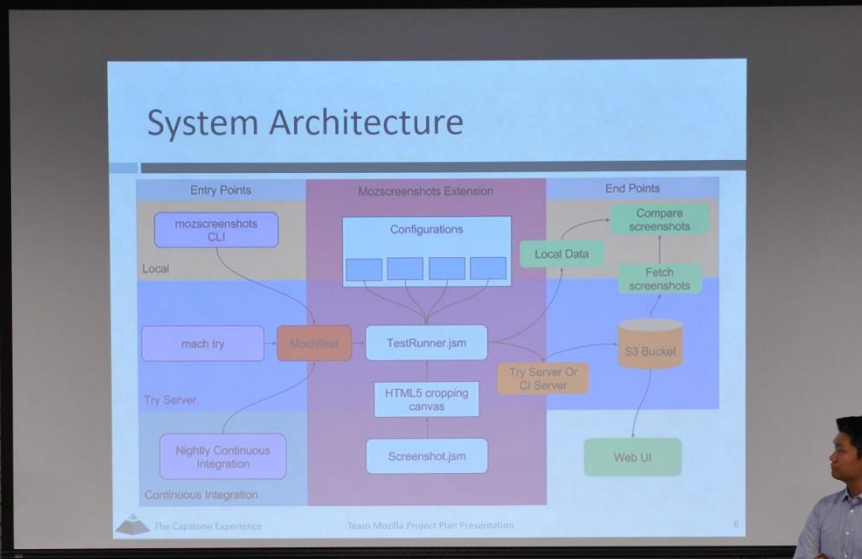 System Architecture
Entry Points
Mozscreenshots Extension
End Points
mozscreenshots
CLI
Local
Configurations
Compare
screenshots
Local Data
Fetch
screenshots
mach try
Mochitest
TestRunner.jsm
Try Server Or
CI Server
S3 Bucket
Try Server
HTML5 cropping
canvas
Nightly Continuous
Integration
Screenshot.jsm
Web UI
Continuous Integration
The Capstone Experience
Team Mozilla Project Plan Presentation
6